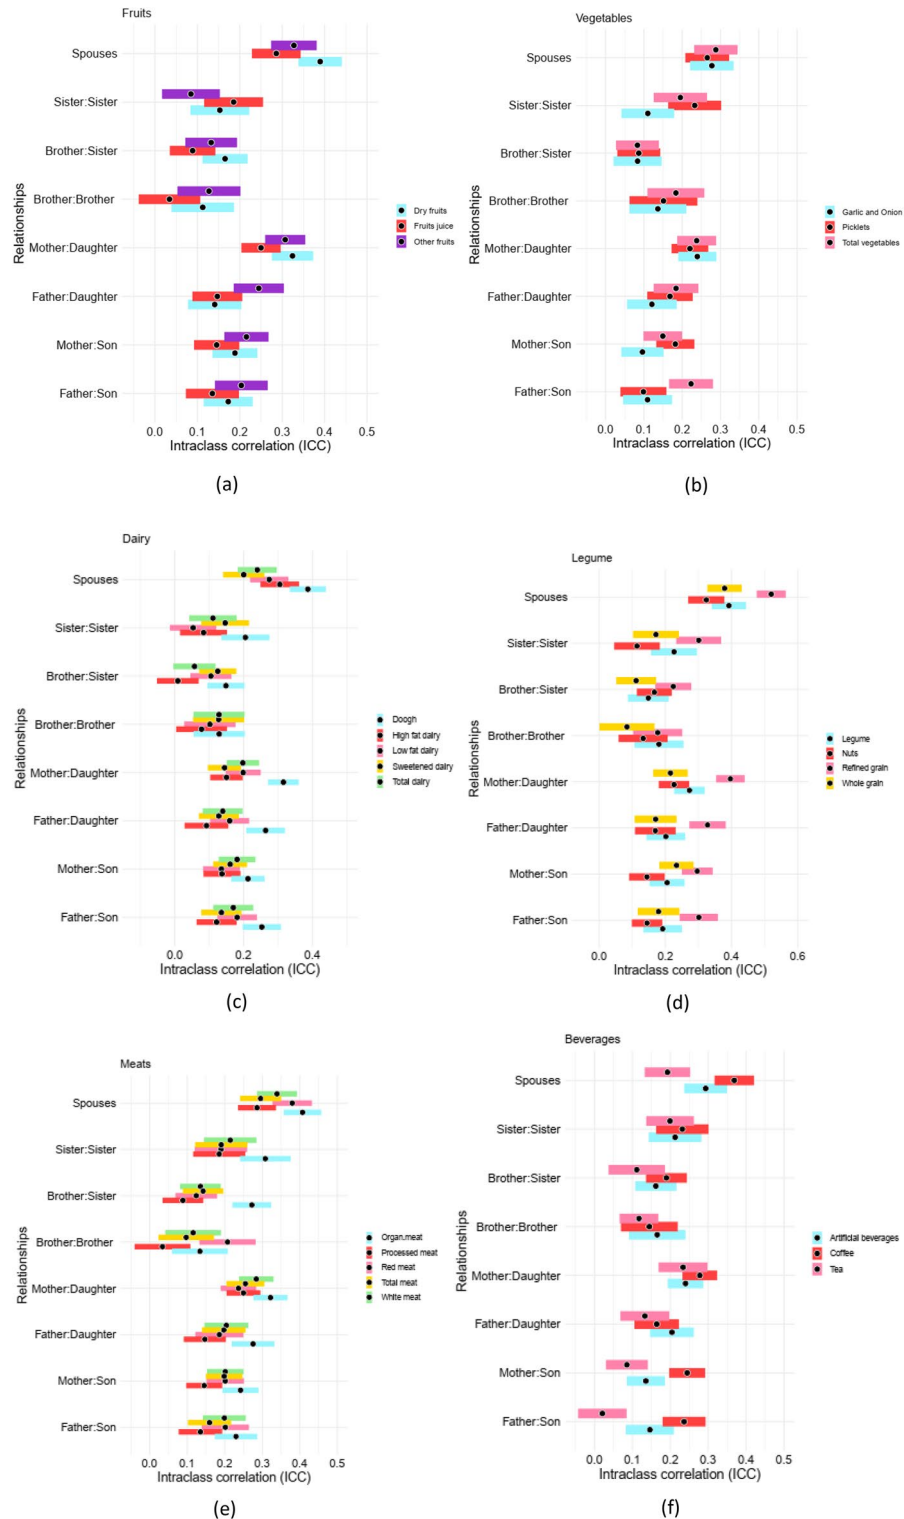 Fruits
Relationships
Spouses
Sister:Sister
Brother:Sister
Brother:Brother
Mother:Daughter
Father:Daughter
Mother:Son
Father:Son
Dry fruits
Fruits juice
Other fruits
0.0 0.1 0.2 0.3 0.4 0.5
Intraclass correlation (ICC)
(a)
Vegetables
Relationships
Spouses
Sister:Sister
Brother:Sister
Brother:Brother
Mother:Daughter
Father:Daughter
Mother:Son
Father:Son
Garlic and Onion
Picklets
Total vegetables
0.0 0.1 0.2 0.3 0.4 0.5
Intraclass correlation (ICC)
(b)
Dairy
Relationships
Spouses
Sister:Sister
Brother:Sister
Brother:Brother
Mother:Daughter
Father:Daughter
Mother:Son
Father:Son
Doogh
High fat dairy
Low fat dairy
Sweetened dairy
Total dairy
0.0 0.2 0.4
Intraclass correlation (ICC)
(c)
Legume
Relationships
Spouses
Sister:Sister
Brother:Sister
Brother:Brother
Mother:Daughter
Father:Daughter
Mother:Son
Father:Son
Legume
Nuts
Refined grain
Whole grain
0.0 0.2 0.4 0.6
Intraclass correlation (ICC)
(d)
Meats
Relationships
Spouses
Sister:Sister
Brother:Sister
Brother:Brother
Mother:Daughter
Father:Daughter
Mother:Son
Father:Son
Organ.meat
Processed meat
Red meat
Total meat
White meat
0.0 0.1 0.2 0.3 0.4 0.5
Intraclass correlation (ICC)
(e)
Beverages
Relationships
Spouses
Sister:Sister
Brother:Sister
Brother:Brother
Mother:Daughter
Father:Daughter
Mother:Son
Father:Son
Artificial beverages
Coffee
Tea
0.0 0.1 0.2 0.3 0.4 0.5
Intraclass correlation (ICC)
(f)